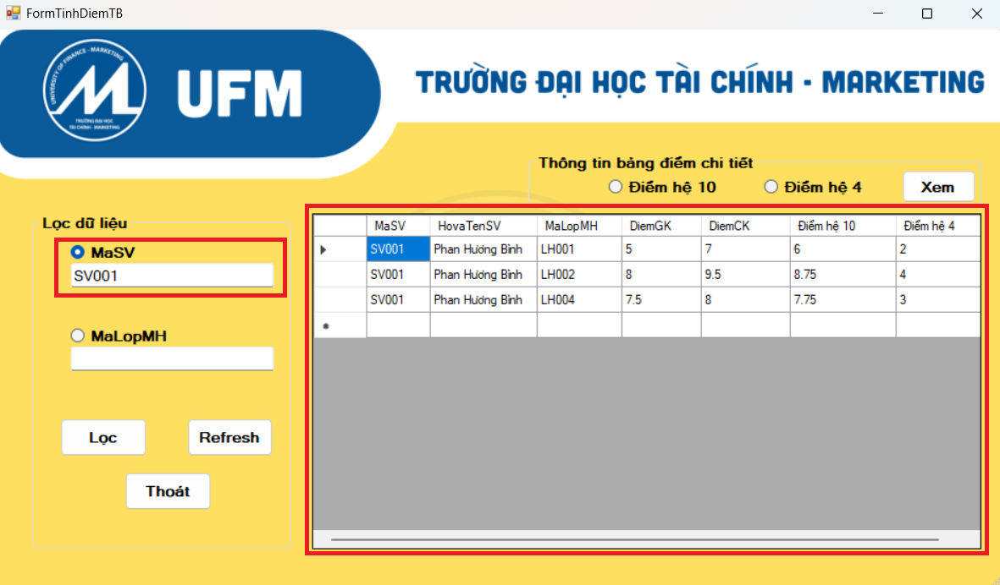 FormTinhDiemTB
UNIVERSITY OF FINANCE - MARKETING
TRƯỜNG ĐẠI HỌC
TÀI CHÍNH - MARKETING
UFM
TRƯỜNG ĐẠI HỌC TÀI CHÍNH - MARKETING
Thông tin bảng điểm chi tiết
Điểm hệ 10 Điểm hệ 4 Xem
Lọc dữ liệu
MaSV
SV001
MaLopMH
Lọc Refresh
Thoát
MaSV HovaTenSV MaLopMH DiemGK DiemCK Điểm hệ 10 Điểm hệ 4
SV001 Phan Hương Bình LH001 5 7 6 2
SV001 Phan Hương Bình LH002 8 9.5 8.75 4
SV001 Phan Hương Bình LH004 7.5 8 7.75 3